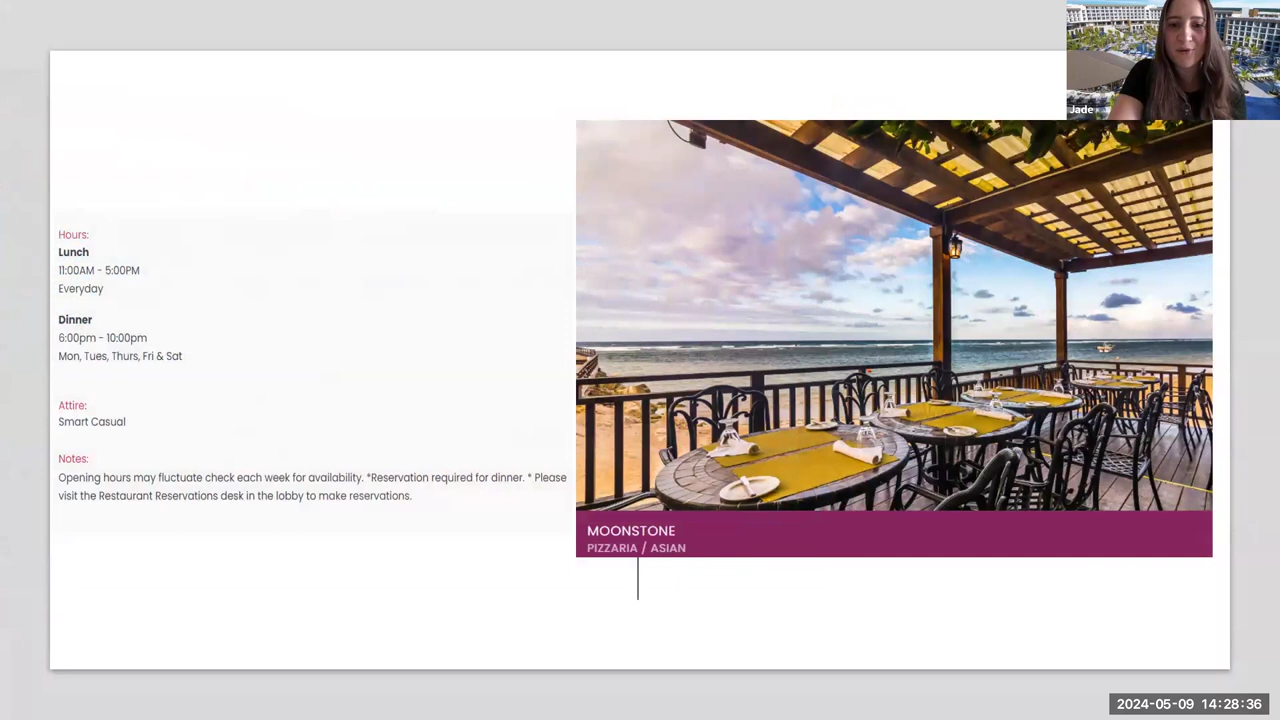 Jade
Hours:
Lunch
11:00AM - 5:00PM
Everyday
Dinner
6:00pm - 10:00pm
Mon, Tues, Thurs, Fri & Sat
Attire:
Smart Casual
Notes:
Opening hours may fluctuate check each week for availability. *Reservation required for dinner. * *Please
visit the Restaurant Reservations desk in the lobby to make reservations.
MOONSTONE
PIZZARIA / ASIAN
2024-05-09 14:28:36